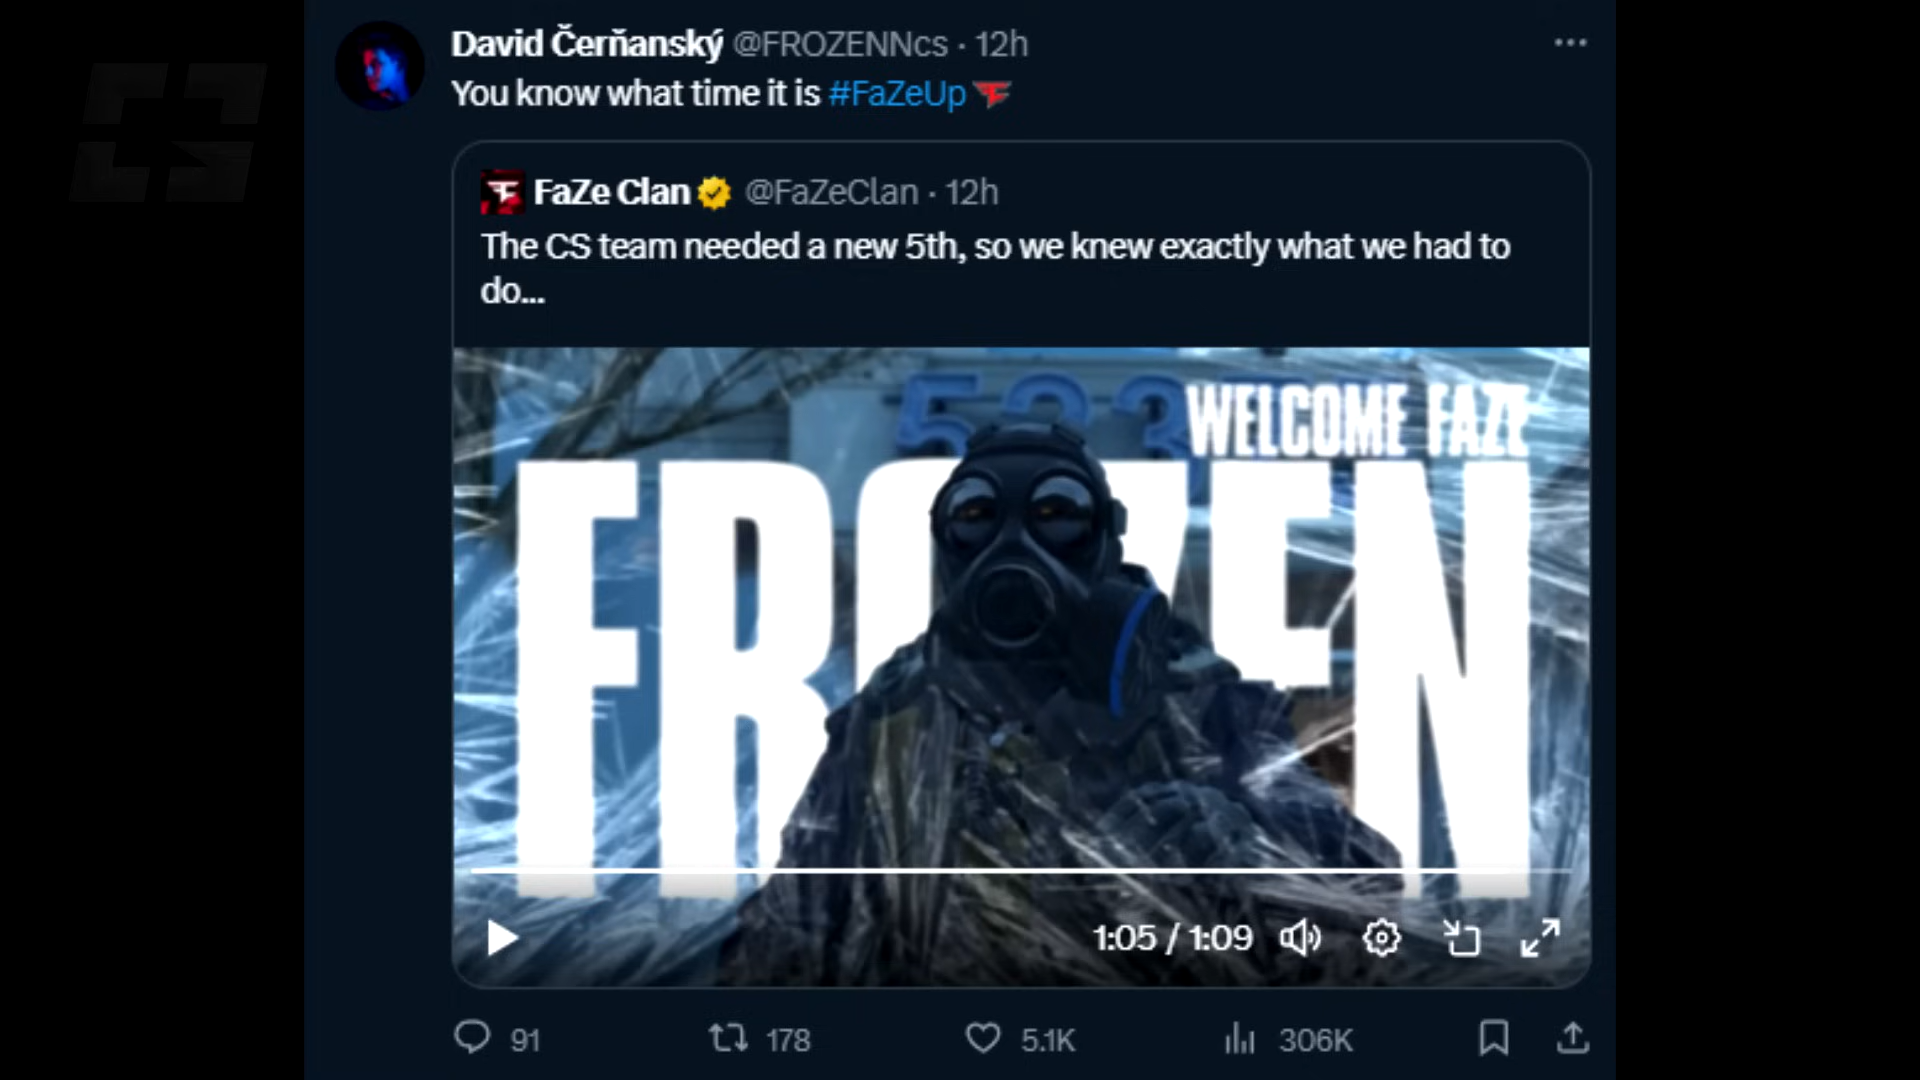 David Čerňanský @FROZENNcs · 12h
You know what time it is #FaZeUp
FaZe Clan @FaZeClan · 12h
The CS team needed a new 5th, so we knew exactly what we had to
do...
523
WELCOME FAZE
FROZEN
1:05 / 1:09
91 178 5.1K 306K